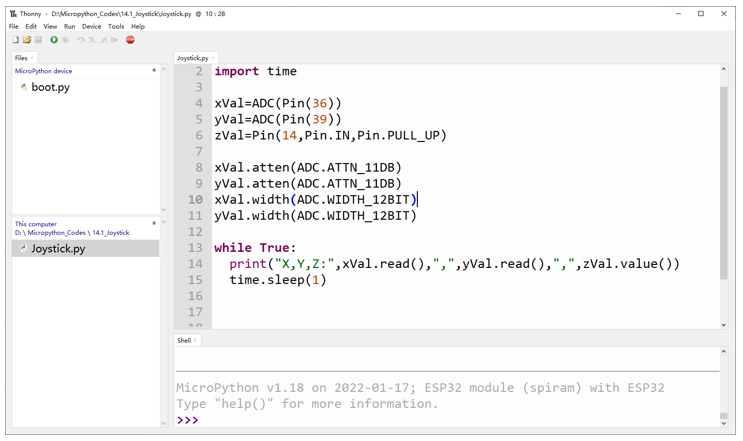 Thonny - D:\Micropython_Codes\14.1_Joystick\Joystick.py @ 10 : 28
File Edit View Run Device Tools Help
STOP
Files
MicroPython device
boot.py
This computer
D: \ Micropython_Codes \ 14.1_Joystick
Joystick.py
Joystick.py
2 import time
3
4 xVal=ADC(Pin(36))
5 yVal=ADC(Pin(39))
6 zVal=Pin(14,Pin.IN,Pin.PULL_UP)
7
8 xVal.atten(ADC.ATTN_11DB)
9 yVal.atten(ADC.ATTN_11DB)
10 xVal.width(ADC.WIDTH_12BIT)
11 yVal.width(ADC.WIDTH_12BIT)
12
13 while True:
14 print("X,Y,Z:",xVal.read(),",",yVal.read(),",",zVal.value())
15 time.sleep(1)
16
17
18
Shell
MicroPython v1.18 on 2022-01-17; ESP32 module (spiram) with ESP32
Type "help()" for more information.
>>>